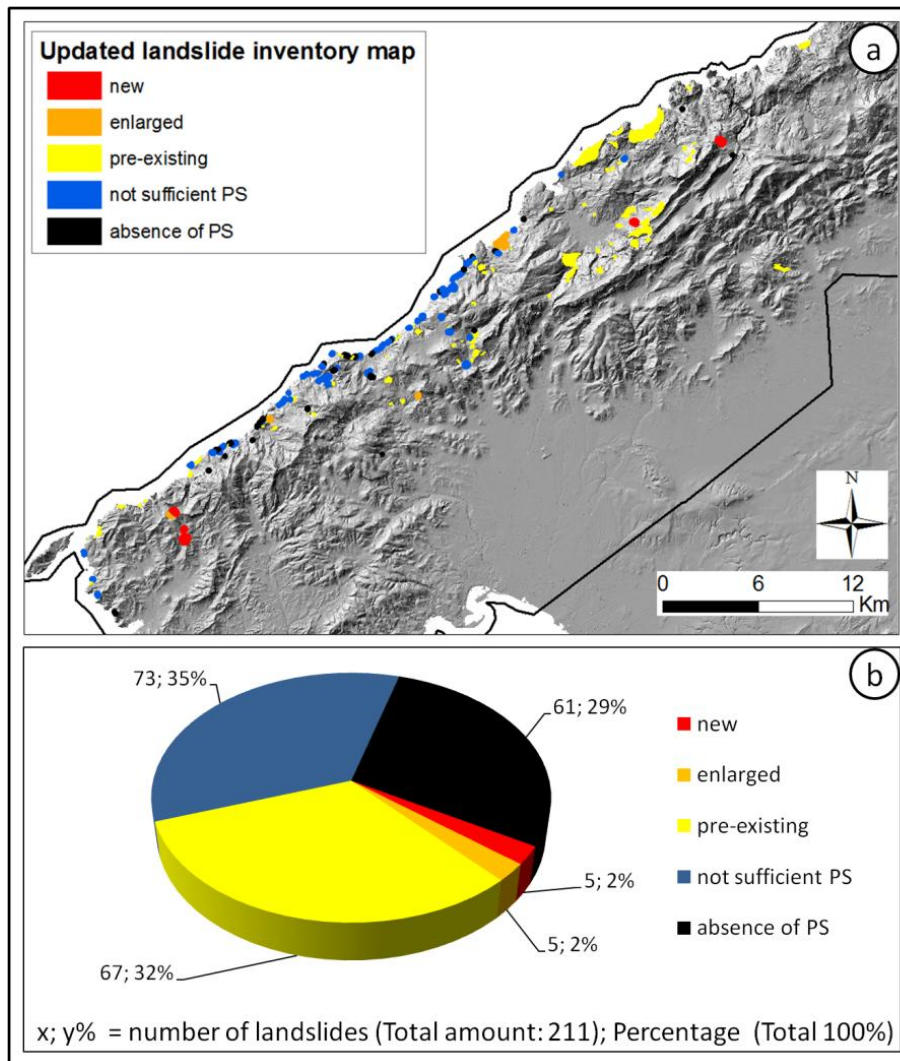 a
Updated landslide inventory map
new
enlarged
pre-existing
not sufficient PS
absence of PS
N
0 6 12
Km
b
73; 35%
61; 29%
new
enlarged
pre-existing
not sufficient PS
absence of PS
5; 2%
5; 2%
67; 32%
x; y% = number of landslides (Total amount: 211); Percentage (Total 100%)